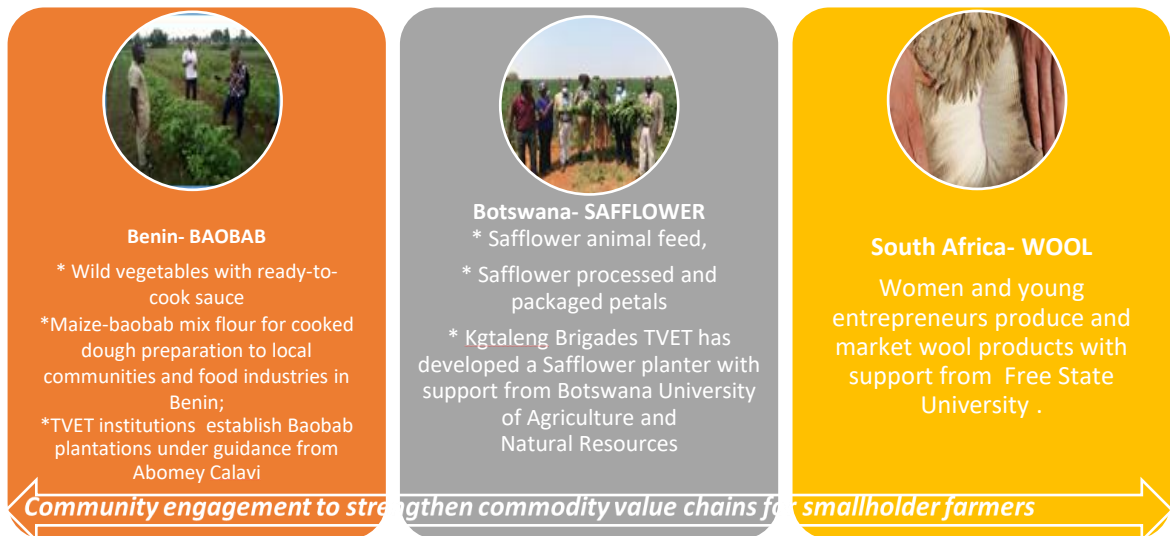 Benin- BAOBAB
* Wild vegetables with ready-to-
cook sauce
*Maize-baobab mix flour for cooked
dough preparation to local
communities and food industries in
Benin;
*TVET institutions establish Baobab
plantations under guidance from
Abomey Calavi
Botswana- SAFFLOWER
* Safflower animal feed,
* Safflower processed and
packaged petals
* Kgtaleng Brigades TVET has
developed a Safflower planter with
support from Botswana University
of Agriculture and
Natural Resources
South Africa- WOOL
Women and young
entrepreneurs produce and
market wool products with
support from Free State
University .
Community engagement to strengthen commodity value chains for smallholder farmers